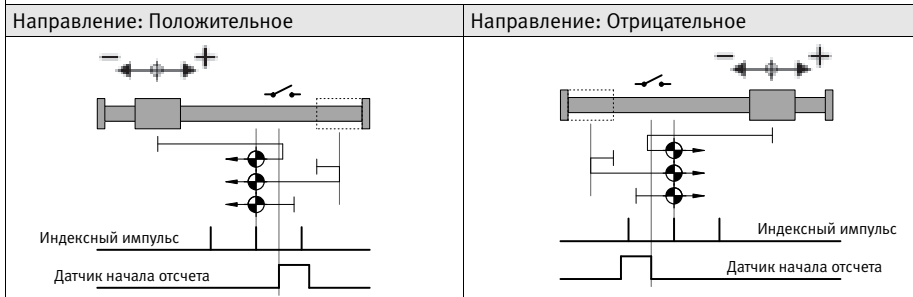 Направление: Положительное
Направление: Отрицательное
− +
− +
Индексный импульс
Датчик начала отсчета
Индексный импульс
Датчик начала отсчета